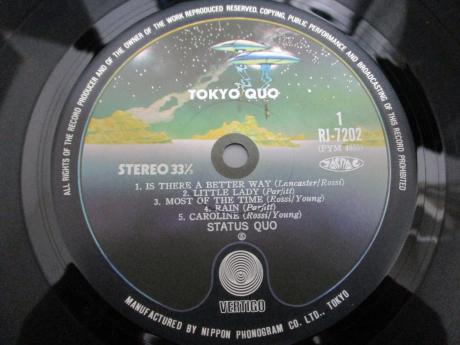 ALL RIGHTS OF THE RECORD PRODUCER AND OF THE OWNER OF THE WORK REPRODUCED RESERVED. COPYING, PUBLIC PERFORMANCE AND BROADCASTING OF THIS RECORD PROHIBITED
TOKYO QUO
1
RJ-7202
STEREO 33⅓
1. IS THERE A BETTER WAY (Lancaster/Rossi)
2. LITTLE LADY (Parfitt)
3. MOST OF THE TIME (Rossi/Young)
4. RAIN (Parfitt)
5. CAROLINE (Rossi/Young)
STATUS QUO
VERTIGO
MANUFACTURED BY NIPPON PHONOGRAM CO. LTD., TOKYO